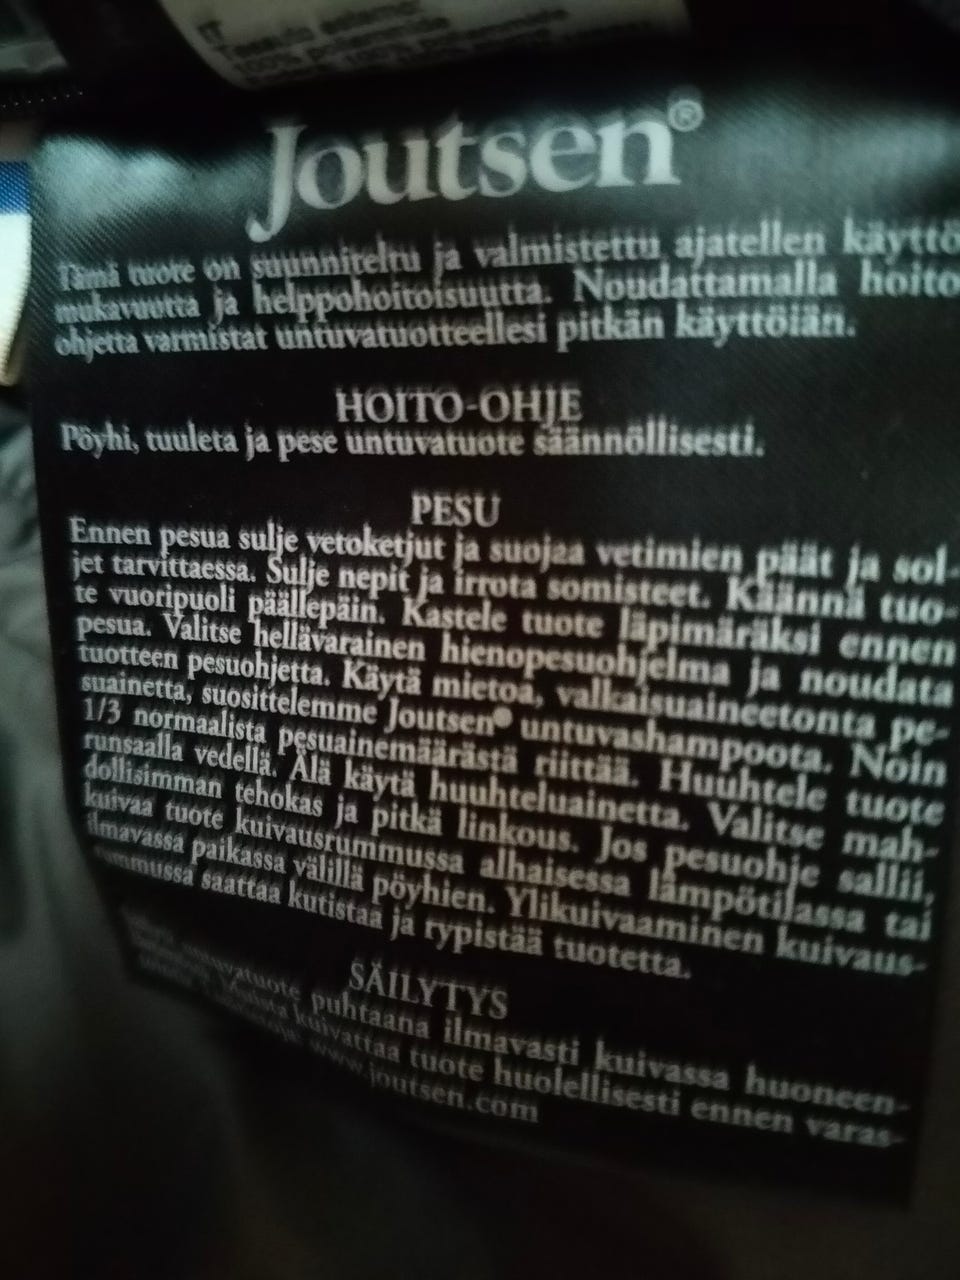 IT
100%
Joutsen®
Tämä tuote on suunniteltu ja valmistettu ajatellen käyttö
mukavuutta ja helppohoitoisuutta. Noudattamalla hoito
ohjetta varmistat untuvatuotteellesi pitkän käyttöiän.
HOITO-OHJE
Pöyhi, tuuleta ja pese untuvatuote säännöllisesti.
PESU
Ennen pesua sulje vetoketjut ja suojaa vetimien päät ja sol-
jet tarvittaessa. Sulje nepit ja irrota somisteet. Käännä tuo-
te vuoripuoli päällepäin. Kastele tuote läpimäräksi ennen
pesua. Valitse hellävarainen hienopesuohjelma ja noudata
tuotteen pesuohjetta. Käytä mietoa, valkaisuaineetonta pe-
suainetta, suosittelemme Joutsen® untuvashampoota. Noin
1/3 normaalista pesuainemäärästä riittää. Huuhtele tuote
runsaalla vedellä. Älä käytä huuhteluainetta. Valitse mah-
dollisimman tehokas ja pitkä linkous. Jos pesuohje sallii,
kuivaa tuote kuivausrummussa alhaisessa lämpötilassa tai
ilmavassa paikassa välillä pöyhien. Ylikuivaaminen kuivaus-
rummussa saattaa kutistaa ja rypistää tuotetta.
SÄILYTYS
puhtaana ilmavasti kuivassa huoneen-
kuivattaa tuote huolellisesti ennen varas-
www.joutsen.com